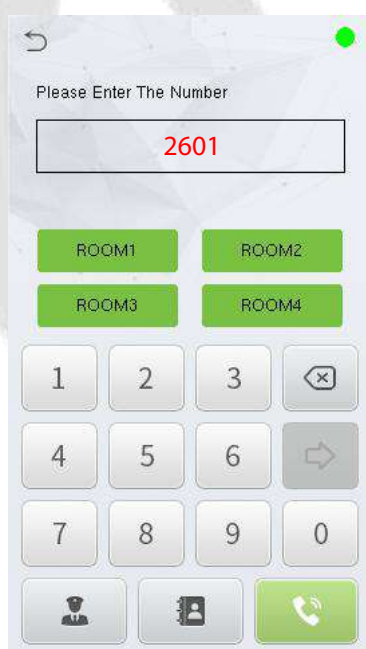 Please Enter The Number
2601
ROOM1 ROOM2
ROOM3 ROOM4
1 2 3
4 5 6
7 8 9 0